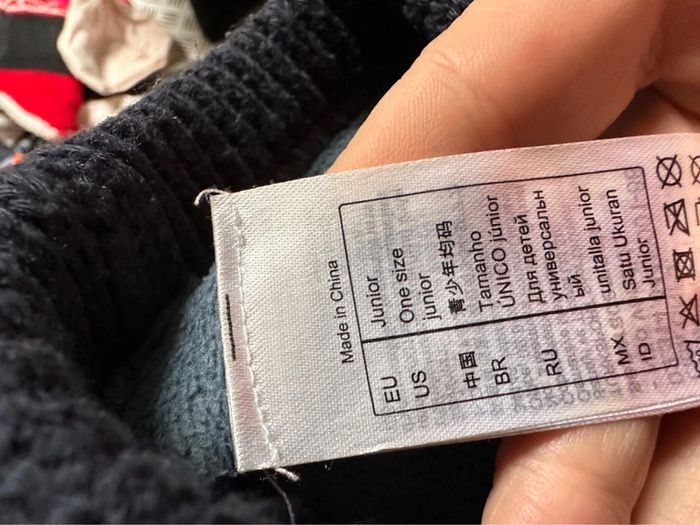 Made in China
EU Junior
US One size
junior
中国 青少年均码
BR Tamanho
ÚNICO júnior
RU Для детей
универсальн
ый
MX unitalla junior
ID Satu Ukuran
Junior